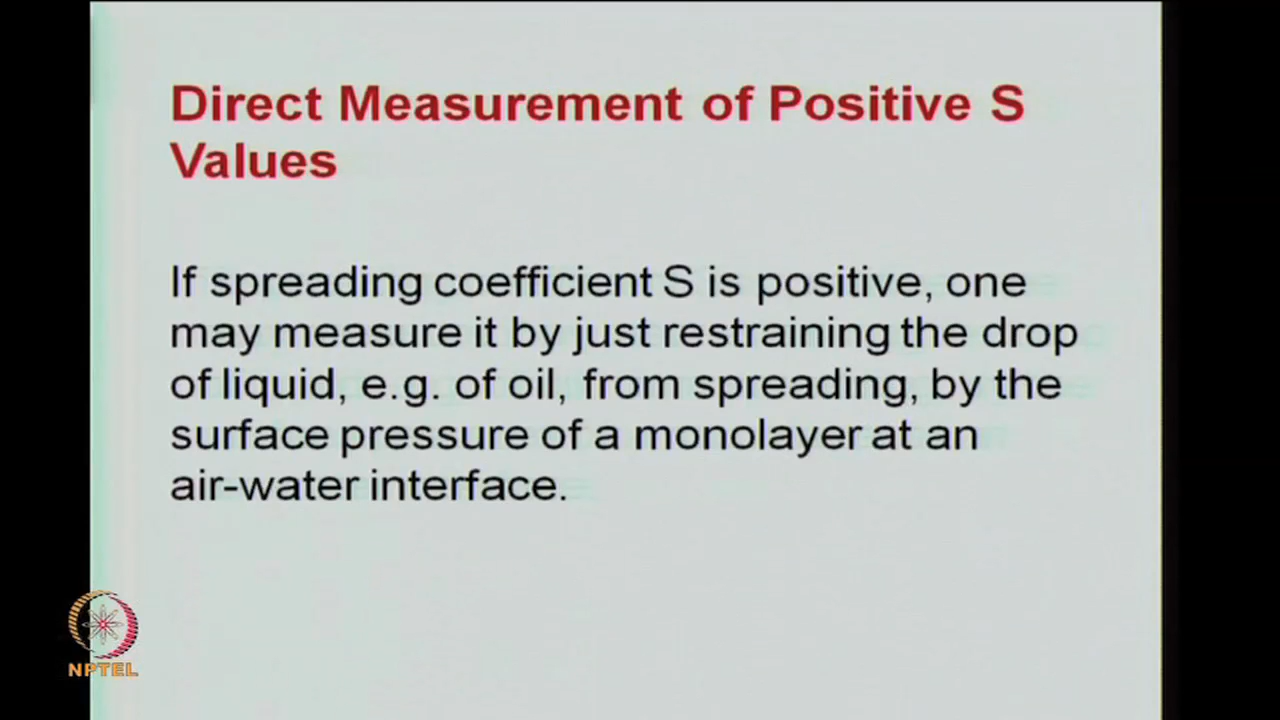 Direct Measurement of Positive S
Values
If spreading coefficient S is positive, one
may measure it by just restraining the drop
of liquid, e.g. of oil, from spreading, by the
surface pressure of a monolayer at an
air-water interface.
NPTEL